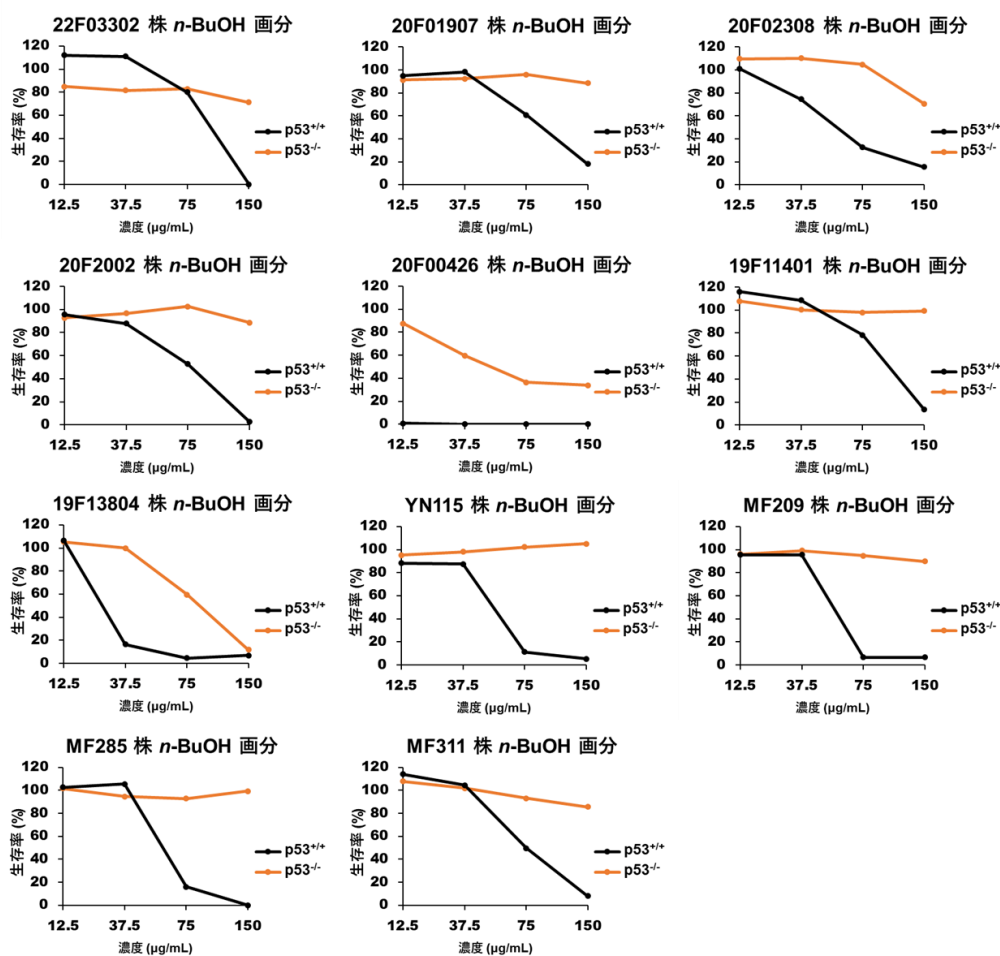 22F03302 株 n-BuOH 画分
120
100
80
60
40
20
0
生存率 (%)
12.5 37.5 75 150
濃度 (μg/mL)
p53+/+
p53-/-
20F01907 株 n-BuOH 画分
120
100
80
60
40
20
0
生存率 (%)
12.5 37.5 75 150
濃度 (μg/mL)
p53+/+
p53-/-
20F02308 株 n-BuOH 画分
120
100
80
60
40
20
0
生存率 (%)
12.5 37.5 75 150
濃度 (μg/mL)
p53+/+
p53-/-
20F2002 株 n-BuOH 画分
120
100
80
60
40
20
0
生存率 (%)
12.5 37.5 75 150
濃度 (μg/mL)
p53+/+
p53-/-
20F00426 株 n-BuOH 画分
120
100
80
60
40
20
0
生存率 (%)
12.5 37.5 75 150
濃度 (μg/mL)
p53+/+
p53-/-
19F11401 株 n-BuOH 画分
120
100
80
60
40
20
0
生存率 (%)
12.5 37.5 75 150
濃度 (μg/mL)
p53+/+
p53-/-
19F13804 株 n-BuOH 画分
120
100
80
60
40
20
0
生存率 (%)
12.5 37.5 75 150
濃度 (μg/mL)
p53+/+
p53-/-
YN115 株 n-BuOH 画分
120
100
80
60
40
20
0
生存率 (%)
12.5 37.5 75 150
濃度 (μg/mL)
p53+/+
p53-/-
MF209 株 n-BuOH 画分
120
100
80
60
40
20
0
生存率 (%)
12.5 37.5 75 150
濃度 (μg/mL)
p53+/+
p53-/-
MF285 株 n-BuOH 画分
120
100
80
60
40
20
0
生存率 (%)
12.5 37.5 75 150
濃度 (μg/mL)
p53+/+
p53-/-
MF311 株 n-BuOH 画分
120
100
80
60
40
20
0
生存率 (%)
12.5 37.5 75 150
濃度 (μg/mL)
p53+/+
p53-/-